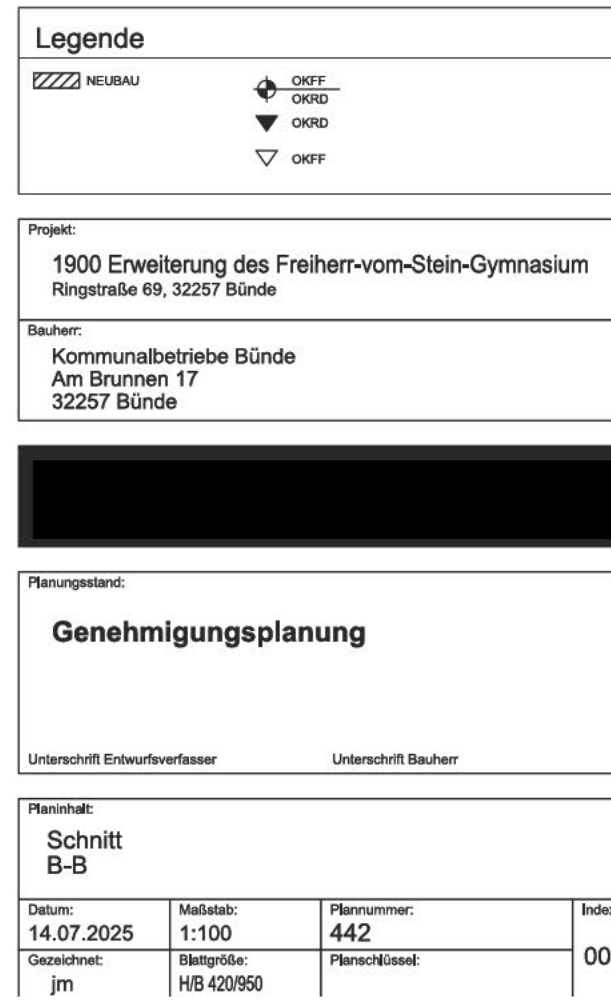 Legende
NEUBAU
OKFF
OKRD
OKRD
OKFF
Projekt:
1900 Erweiterung des Freiherr-vom-Stein-Gymnasium
Ringstraße 69, 32257 Bünde
Bauherr:
Kommunalbetriebe Bünde
Am Brunnen 17
32257 Bünde
Planungsstand:
Genehmigungsplanung
Unterschrift Entwurfsverfasser Unterschrift Bauherr
Planinhalt:
Schnitt
B-B
Datum: Maßstab: Plannummer: Index
14.07.2025 1:100 442
Gezeichnet: Blattgröße: Planschlüssel: 00
jm H/B 420/950